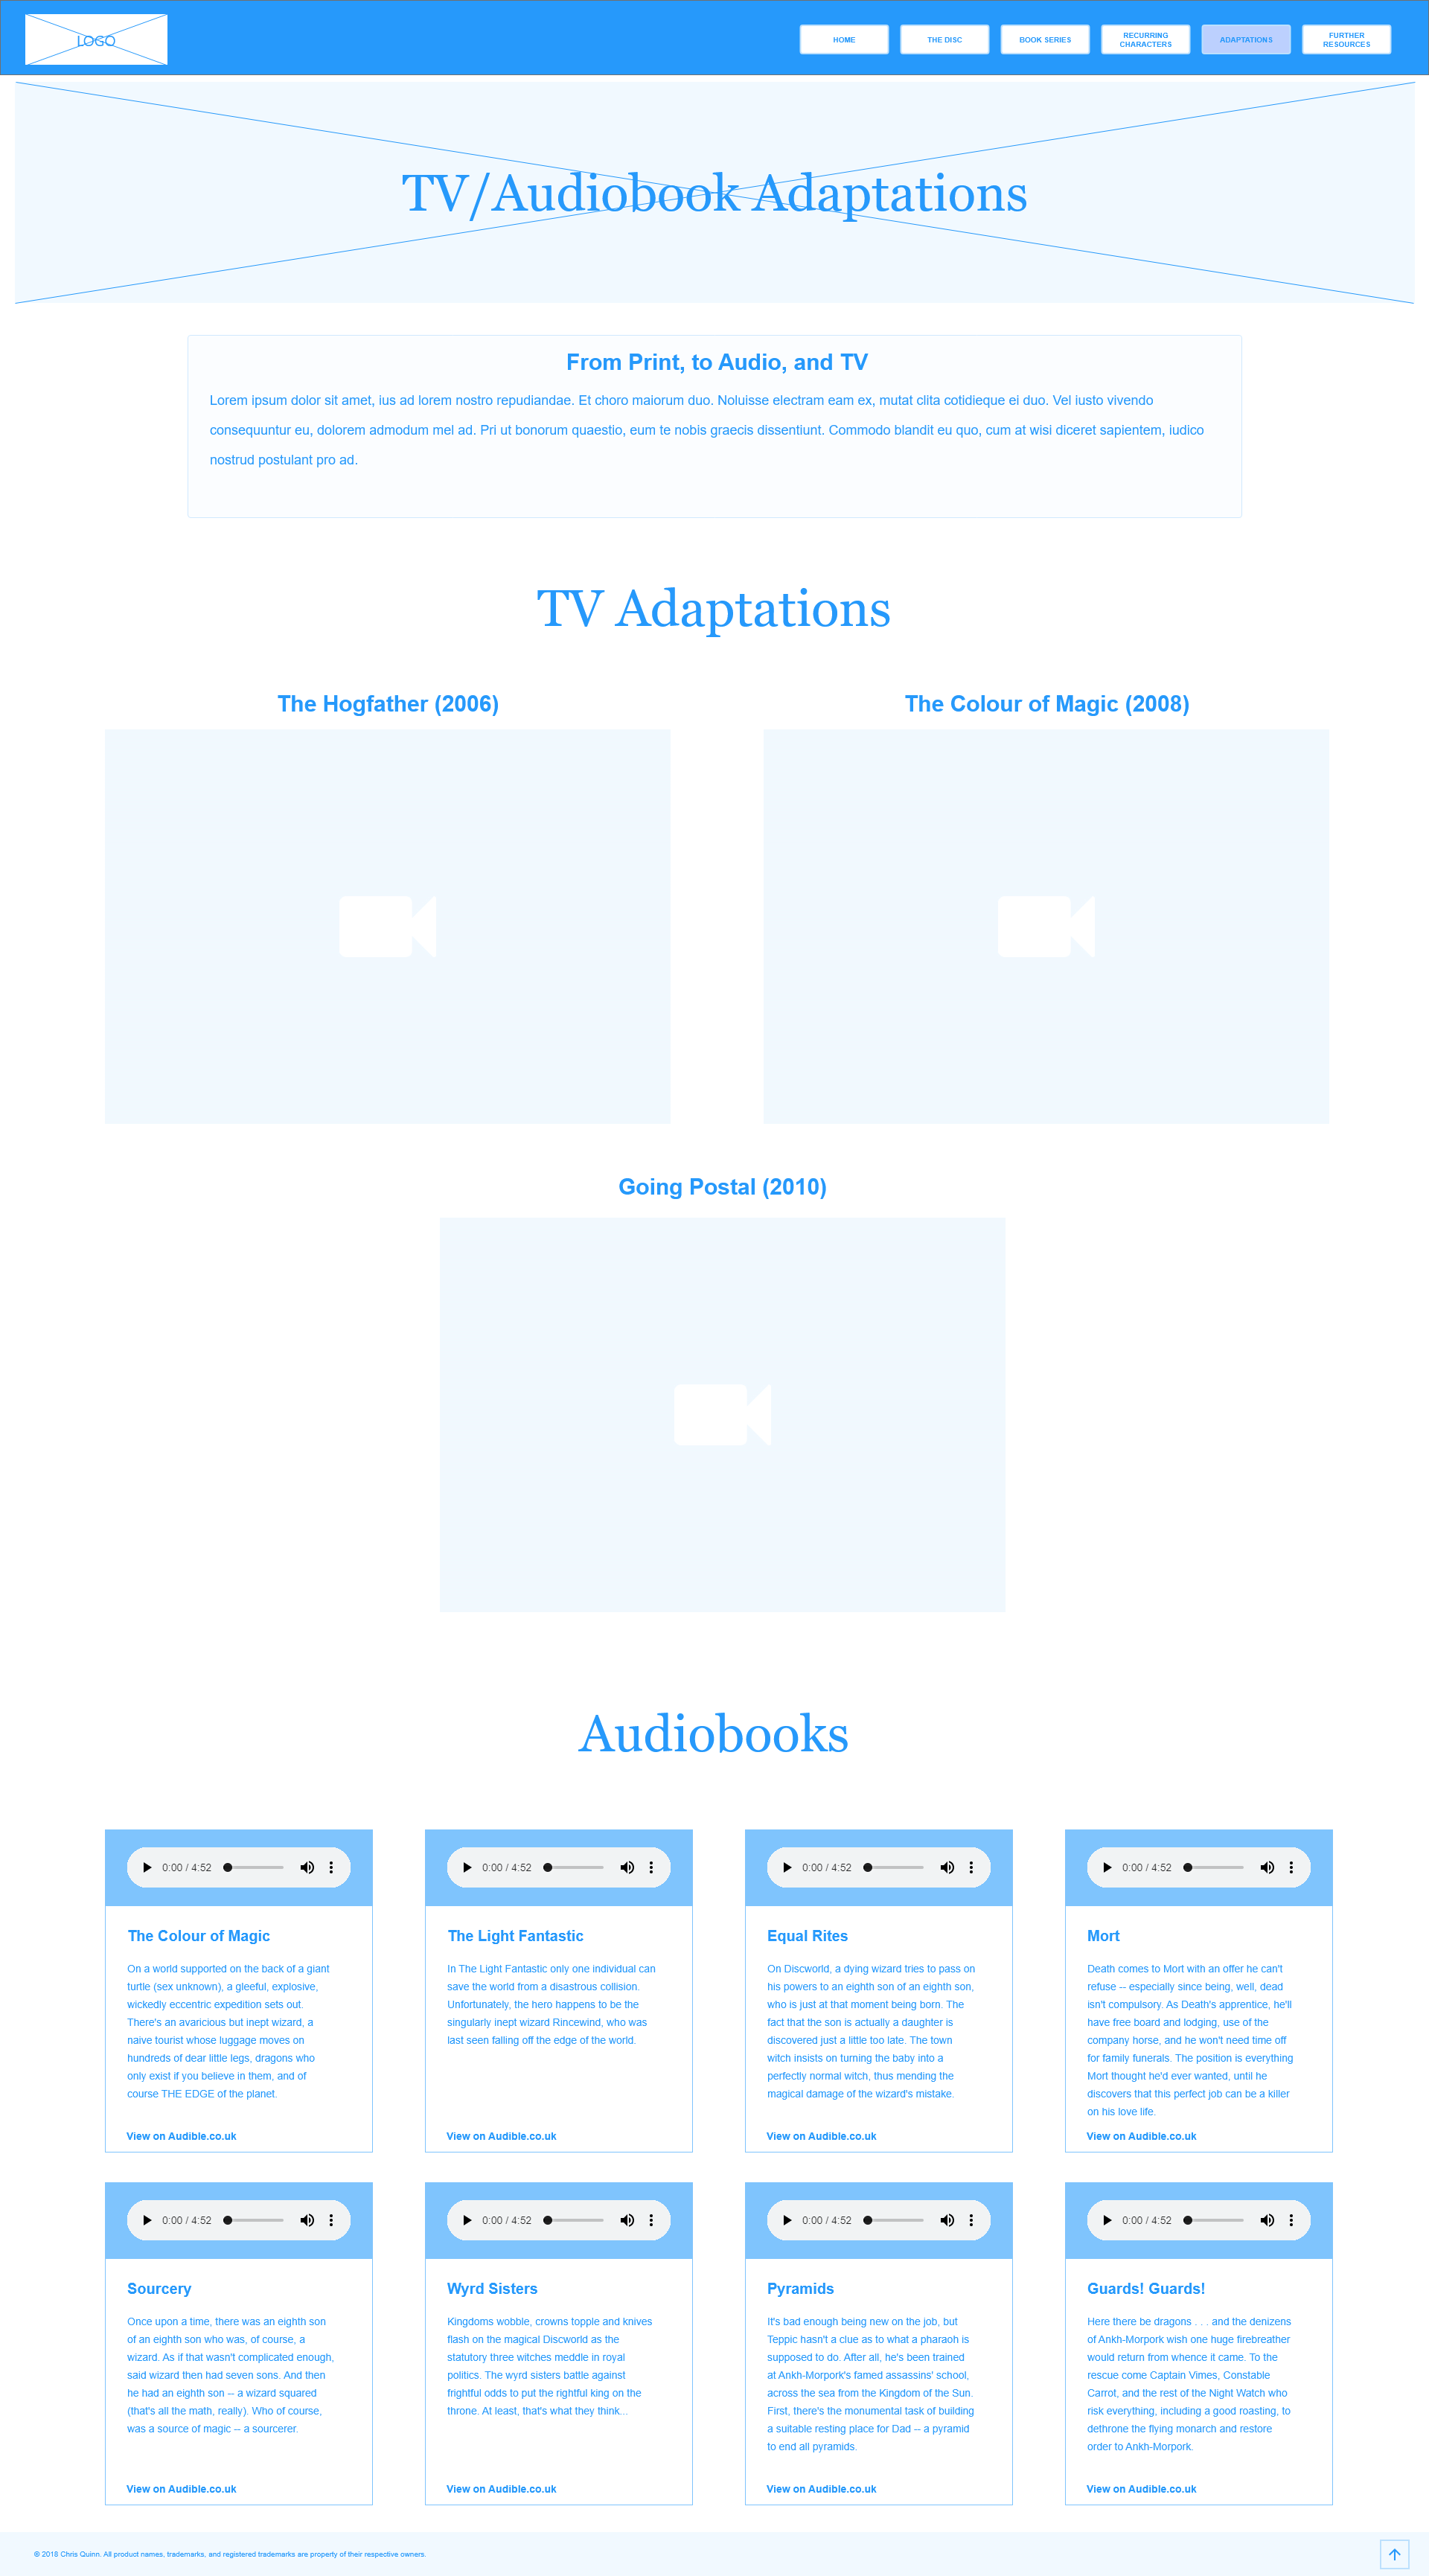 LOGO
HOME
THE DISC
BOOK SERIES
RECURRING
CHARACTERS
ADAPTATIONS
FURTHER
RESOURCES
TV/Audiobook Adaptations
From Print, to Audio, and TV
Lorem ipsum dolor sit amet, ius ad lorem nostro repudiandae. Et choro maiorum duo. Noluisse electram eam ex, mutat clita cotidieque ei duo. Vel iusto vivendo
consequuntur eu, dolorem admodum mel ad. Pri ut bonorum quaestio, eum te nobis graecis dissentiunt. Commodo blandit eu quo, cum at wisi diceret sapientem, iudico
nostrud postulant pro ad.
TV Adaptations
The Hogfather (2006)
The Colour of Magic (2008)
Going Postal (2010)
Audiobooks
0:00 / 4:52
The Colour of Magic
On a world supported on the back of a giant
turtle (sex unknown), a gleeful, explosive,
wickedly eccentric expedition sets out.
There's an avaricious but inept wizard, a
naive tourist whose luggage moves on
hundreds of dear little legs, dragons who
only exist if you believe in them, and of
course THE EDGE of the planet.
View on Audible.co.uk
0:00 / 4:52
The Light Fantastic
In The Light Fantastic only one individual can
save the world from a disastrous collision.
Unfortunately, the hero happens to be the
singularly inept wizard Rincewind, who was
last seen falling off the edge of the world.
View on Audible.co.uk
0:00 / 4:52
Equal Rites
On Discworld, a dying wizard tries to pass on
his powers to an eighth son of an eighth son,
who is just at that moment being born. The
fact that the son is actually a daughter is
discovered just a little too late. The town
witch insists on turning the baby into a
perfectly normal witch, thus mending the
magical damage of the wizard's mistake.
View on Audible.co.uk
0:00 / 4:52
Mort
Death comes to Mort with an offer he can't
refuse -- especially since being, well, dead
isn't compulsory. As Death's apprentice, he'll
have free board and lodging, use of the
company horse, and he won't need time off
for family funerals. The position is everything
Mort thought he'd ever wanted, until he
discovers that this perfect job can be a killer
on his love life.
View on Audible.co.uk
0:00 / 4:52
Sourcery
Once upon a time, there was an eighth son
of an eighth son who was, of course, a
wizard. As if that wasn't complicated enough,
said wizard then had seven sons. And then
he had an eighth son -- a wizard squared
(that's all the math, really). Who of course,
was a source of magic -- a sourcerer.
View on Audible.co.uk
0:00 / 4:52
Wyrd Sisters
Kingdoms wobble, crowns topple and knives
flash on the magical Discworld as the
statutory three witches meddle in royal
politics. The wyrd sisters battle against
frightful odds to put the rightful king on the
throne. At least, that's what they think...
View on Audible.co.uk
0:00 / 4:52
Pyramids
It's bad enough being new on the job, but
Teppic hasn't a clue as to what a pharaoh is
supposed to do. After all, he's been trained
at Ankh-Morpork's famed assassins' school,
across the sea from the Kingdom of the Sun.
First, there's the monumental task of building
a suitable resting place for Dad -- a pyramid
to end all pyramids.
View on Audible.co.uk
0:00 / 4:52
Guards! Guards!
Here there be dragons . . . and the denizens
of Ankh-Morpork wish one huge firebreather
would return from whence it came. To the
rescue come Captain Vimes, Constable
Carrot, and the rest of the Night Watch who
risk everything, including a good roasting, to
dethrone the flying monarch and restore
order to Ankh-Morpork.
View on Audible.co.uk
© 2018 Chris Quinn. All product names, trademarks, and registered trademarks are property of their respective owners.